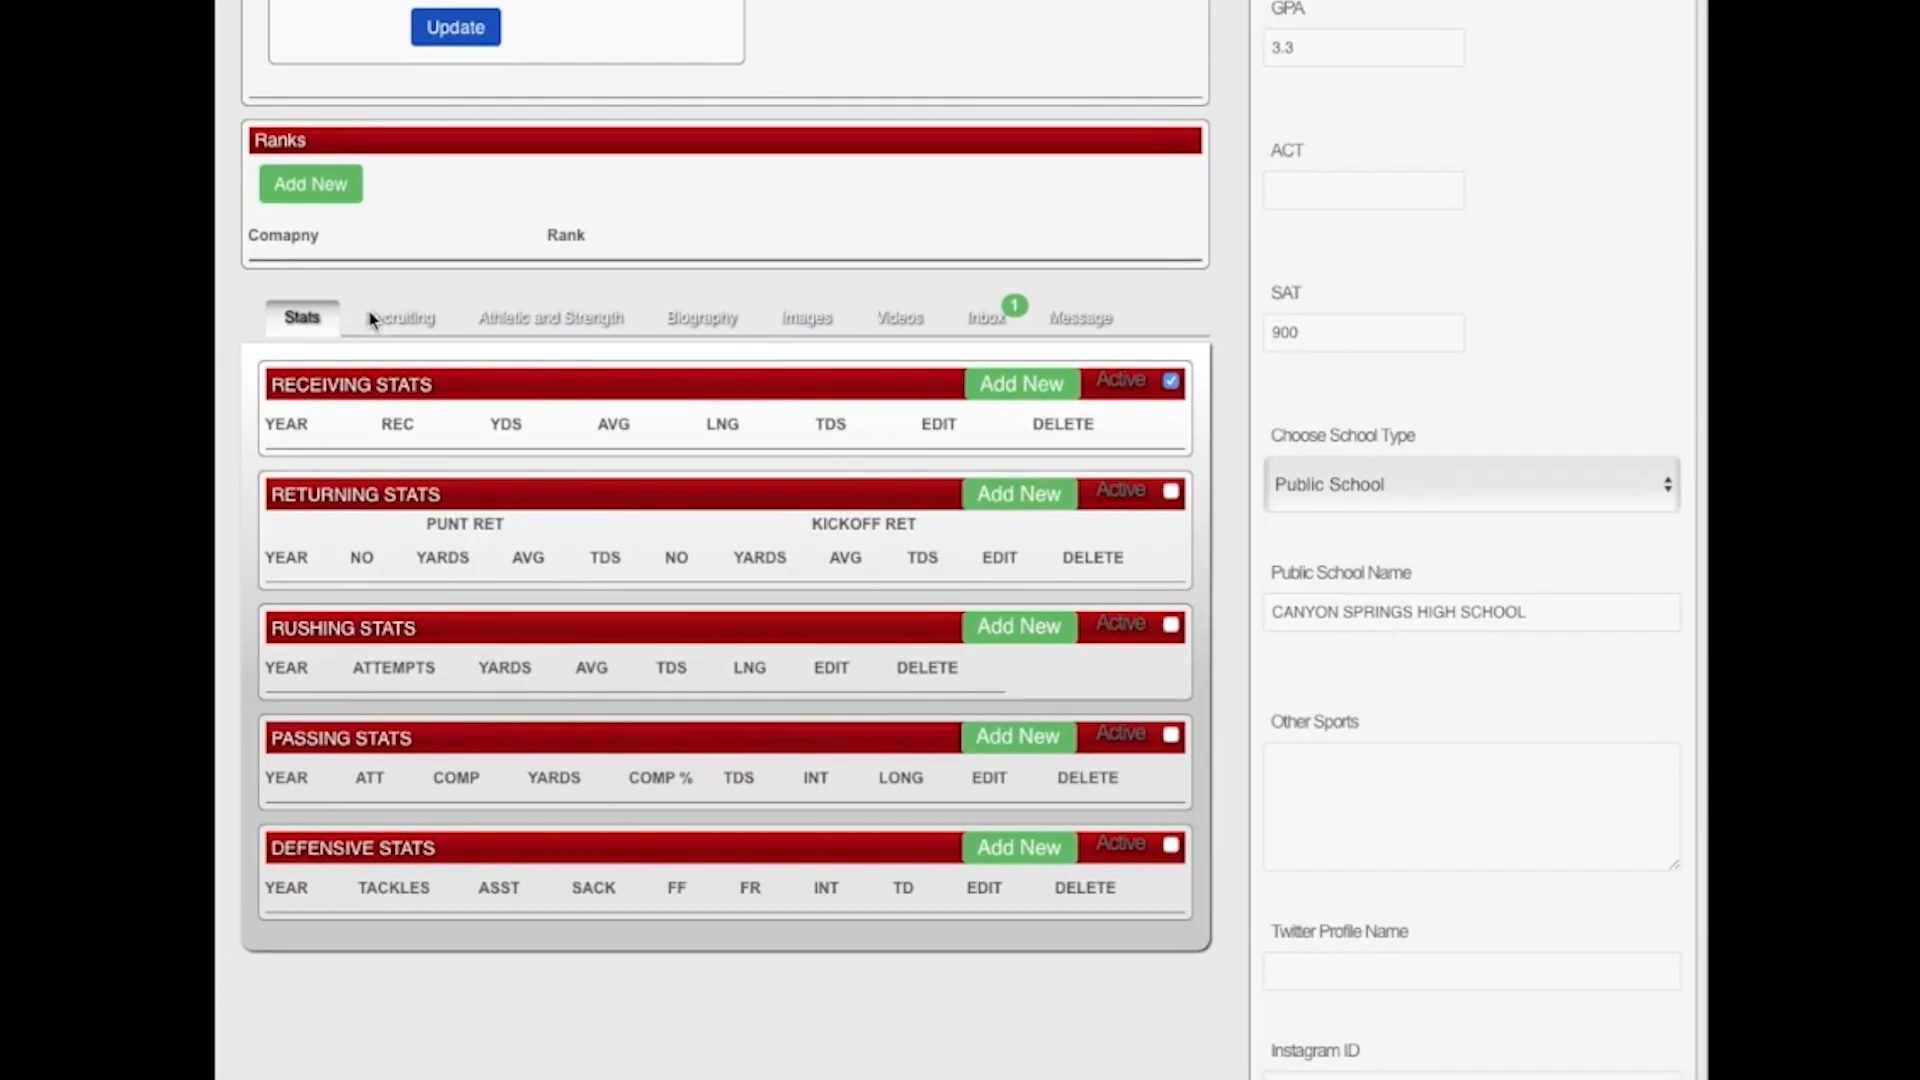 Update
Ranks
Add New
Comapny Rank
Stats Athletic and Strength Biography Images Videos Inbox 1 Message
RECEIVING STATS Add New Active
YEAR REC YDS AVG LNG TDS EDIT DELETE
RETURNING STATS Add New Active
PUNT RET KICKOFF RET
YEAR NO YARDS AVG TDS NO YARDS AVG TDS EDIT DELETE
RUSHING STATS Add New Active
YEAR ATTEMPTS YARDS AVG TDS LNG EDIT DELETE
PASSING STATS Add New Active
YEAR ATT COMP YARDS COMP % TDS INT LONG EDIT DELETE
DEFENSIVE STATS Add New Active
YEAR TACKLES ASST SACK FF FR INT TD EDIT DELETE
GPA
3.3
ACT
SAT
900
Choose School Type
Public School
Public School Name
CANYON SPRINGS HIGH SCHOOL
Other Sports
Twitter Profile Name
Instagram ID